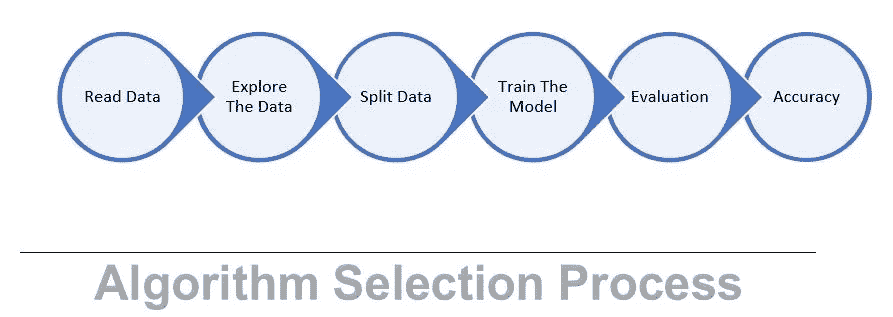 Read Data
Explore
The Data
Split Data
Train The
Model
Evaluation
Accuracy
Algorithm Selection Process